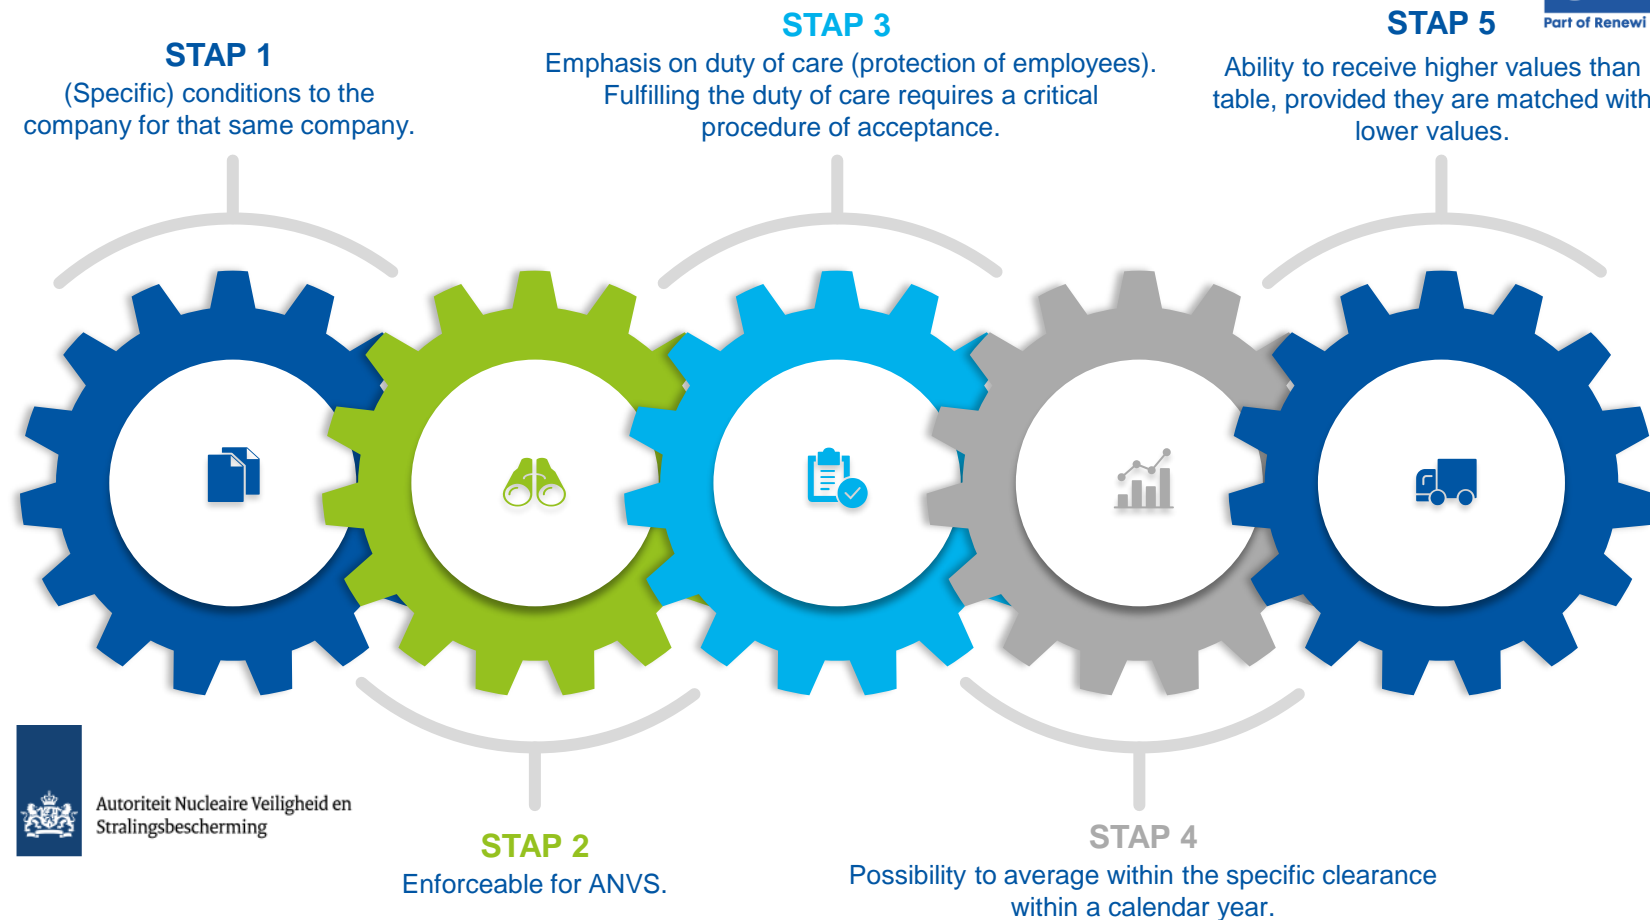 STAP 1
(Specific) conditions to the
company for that same company.
STAP 3
Emphasis on duty of care (protection of employees).
Fulfilling the duty of care requires a critical
procedure of acceptance.
STAP 5
Ability to receive higher values than
table, provided they are matched with
lower values.
Part of Renewi
Autoriteit Nucleaire Veiligheid en
Stralingsbescherming
STAP 2
Enforceable for ANVS.
STAP 4
Possibility to average within the specific clearance
within a calendar year.